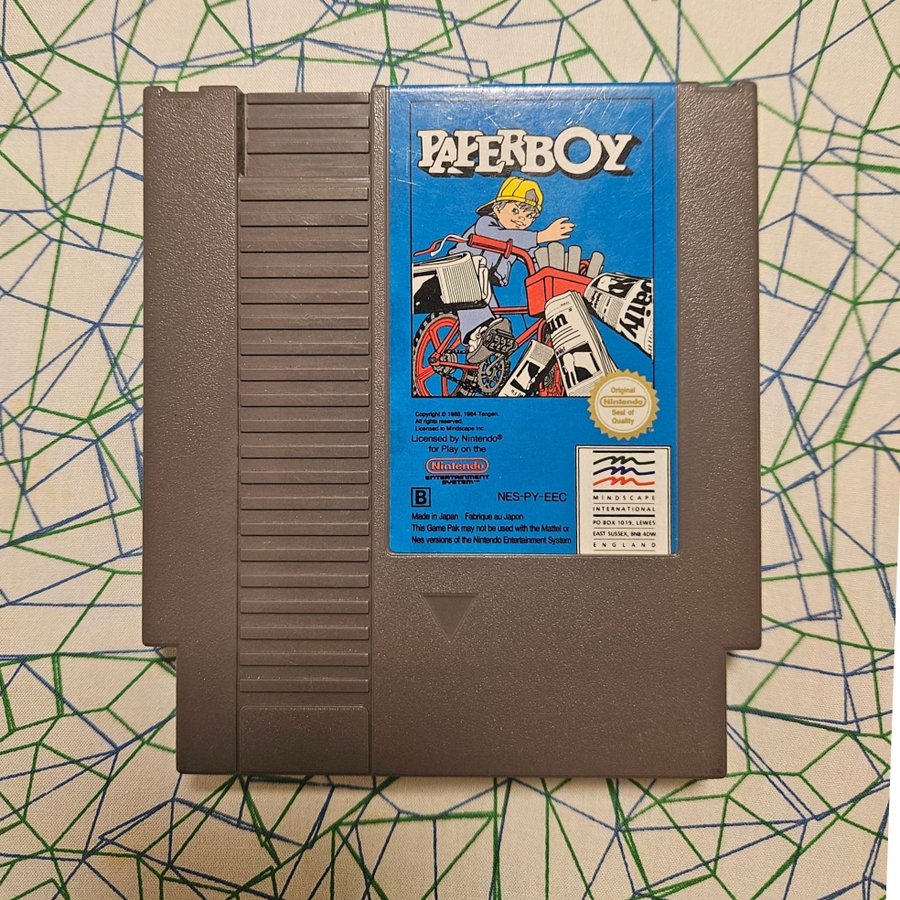 PAPERBOY
daily
un
Original
Nintendo
Seal of
Quality
Copyright © 1988, 1984 Tengen.
All rights reserved.
Licensed to Mindscape Inc.
Licensed by Nintendo®
for Play on the
Nintendo
ENTERTAINMENT
SYSTEM™
B
NES-PY-EEC
Made in Japan Fabrique au Japon
This Game Pak may not be used with the Mattel or
Nes versions of the Nintendo Entertainment System
MINDSCAPE
INTERNATIONAL
PO BOX 1019, LEWES
EAST SUSSEX, BN8 4DW
ENGLAND